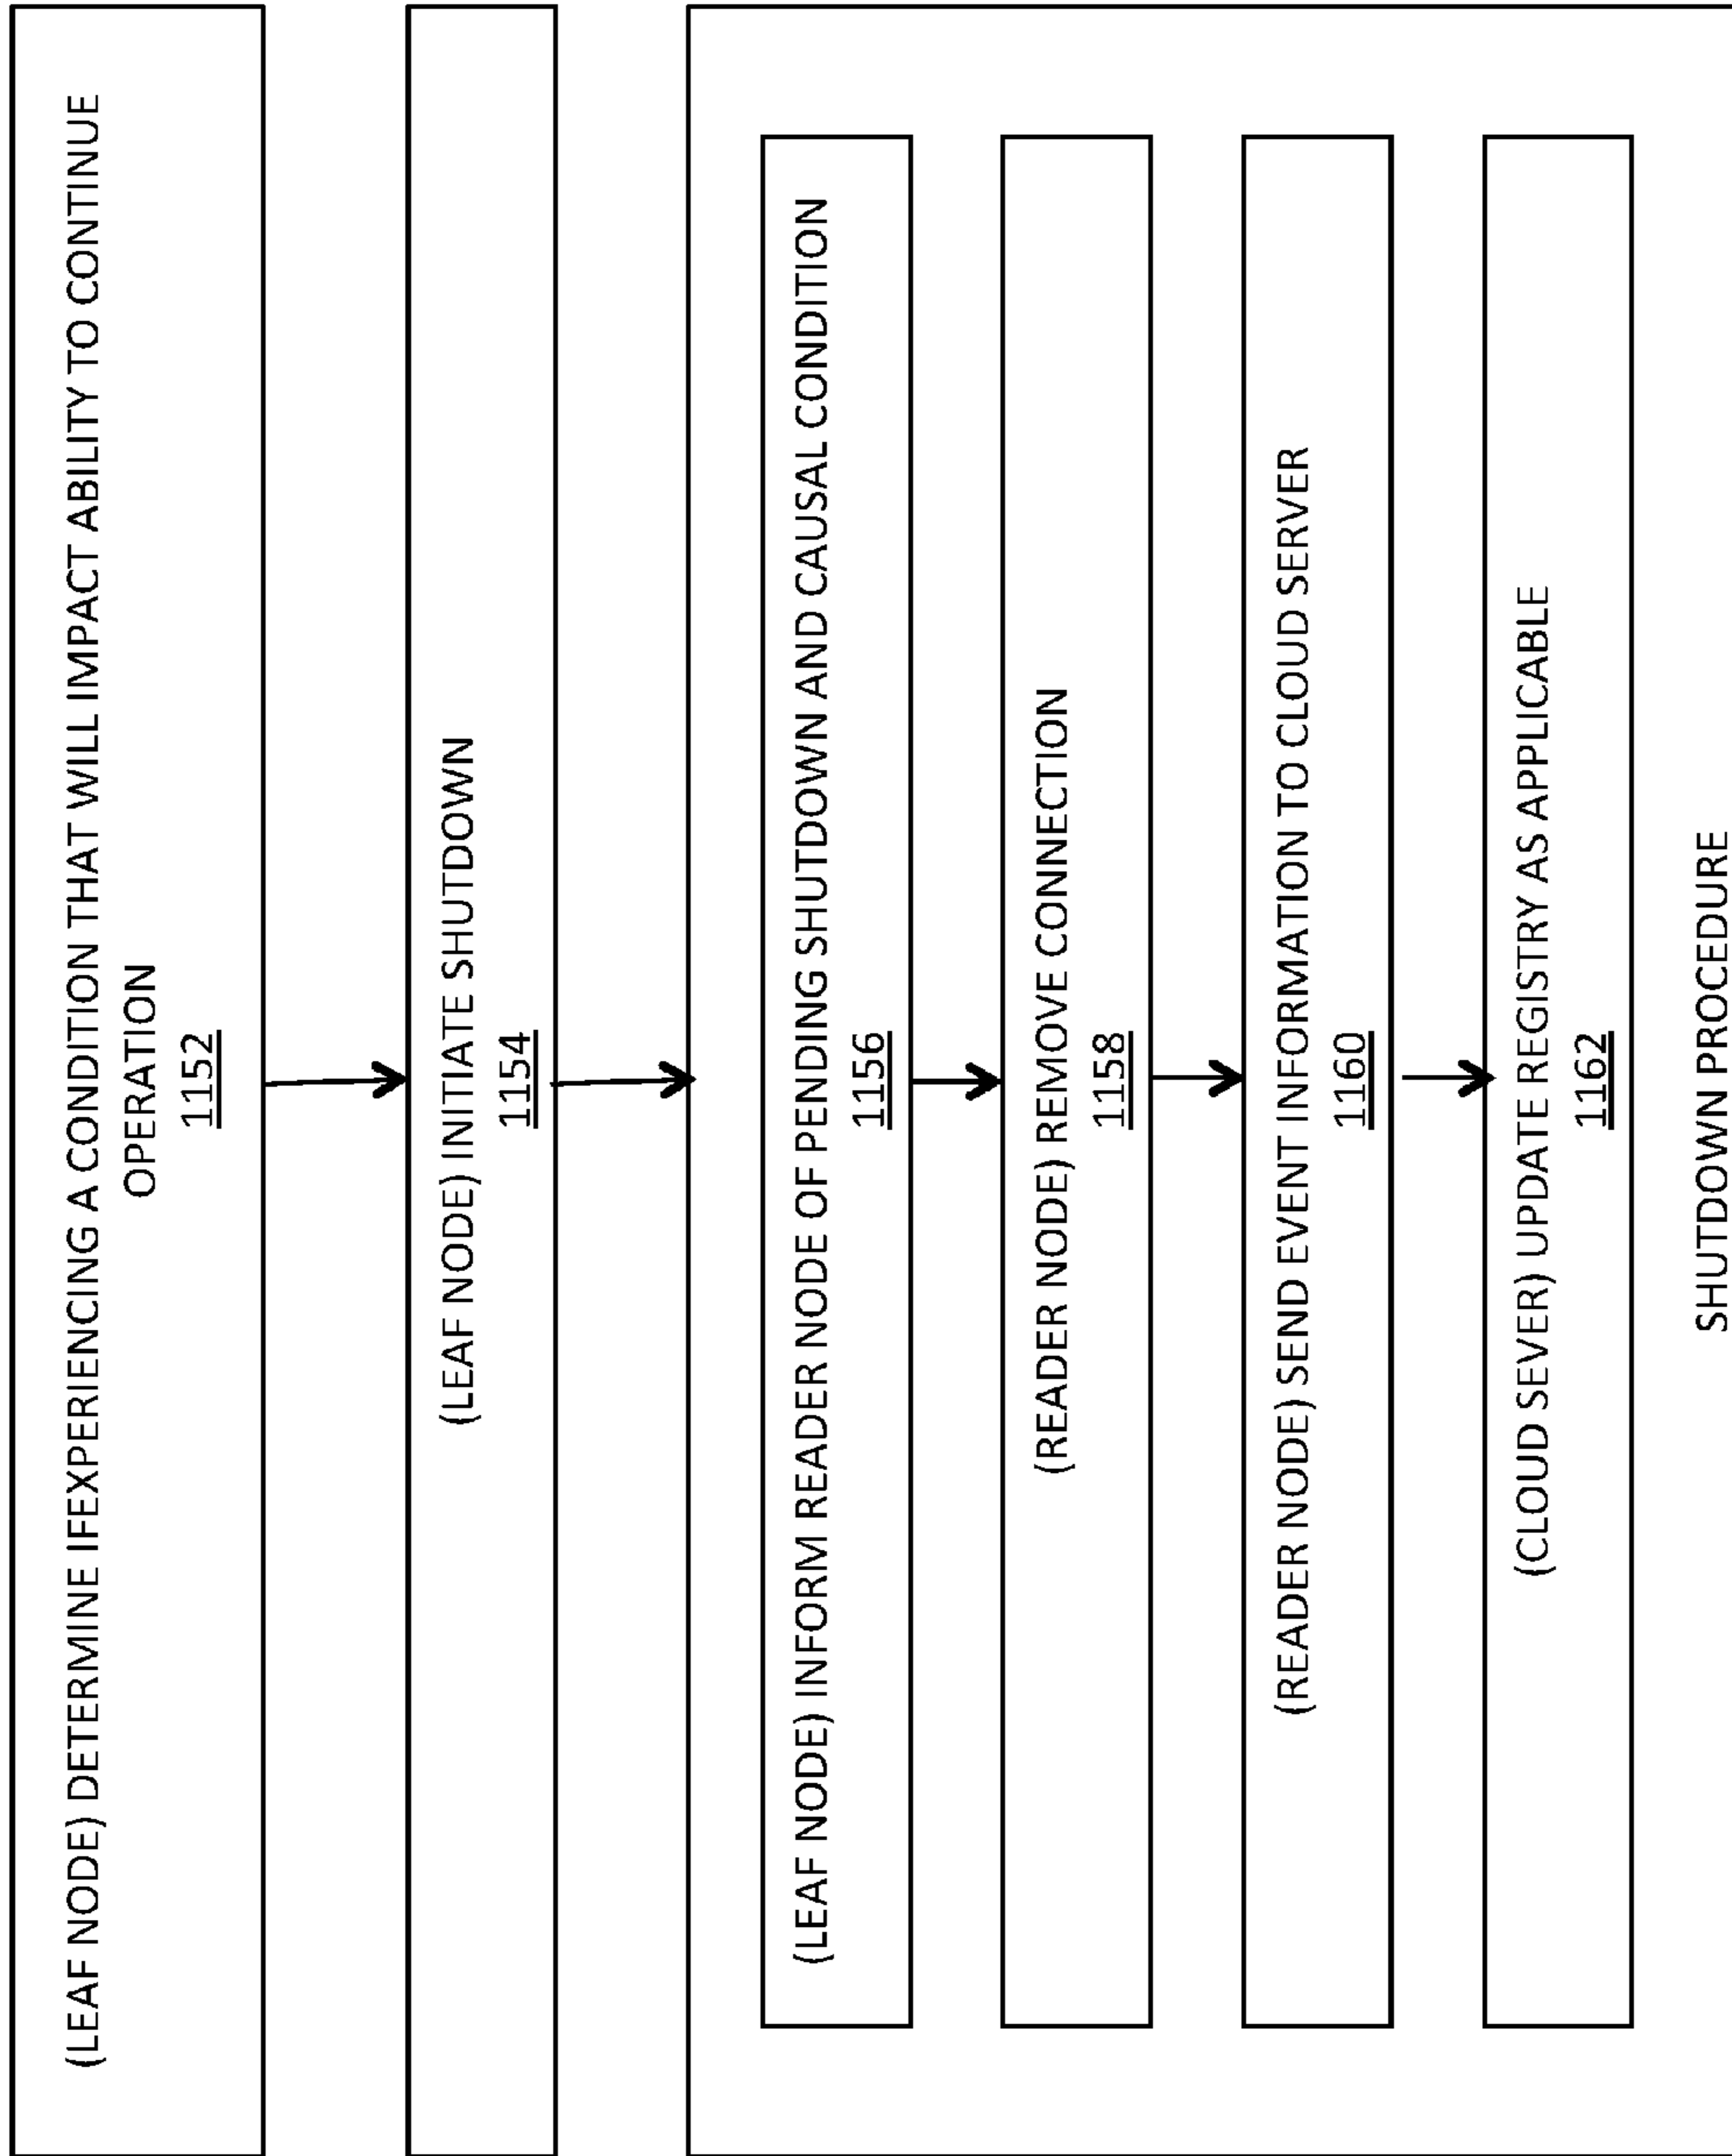 (LEAF NODE) DETERMINE IFEXPERIENCING A CONDITION THAT WILL IMPACT ABILITY TO CONTINUE
OPERATION
1152
(LEAF NODE) INITIATE SHUTDOWN
1154
(LEAF NODE) INFORM READER NODE OF PENDING SHUTDOWN AND CAUSAL CONDITION
1156
(READER NODE) REMOVE CONNECTION
1158
(READER NODE) SEND EVENT INFORMATION TO CLOUD SERVER
1160
(CLOUD SEVER) UPDATE REGISTRY AS APPLICABLE
1162
SHUTDOWN PROCEDURE